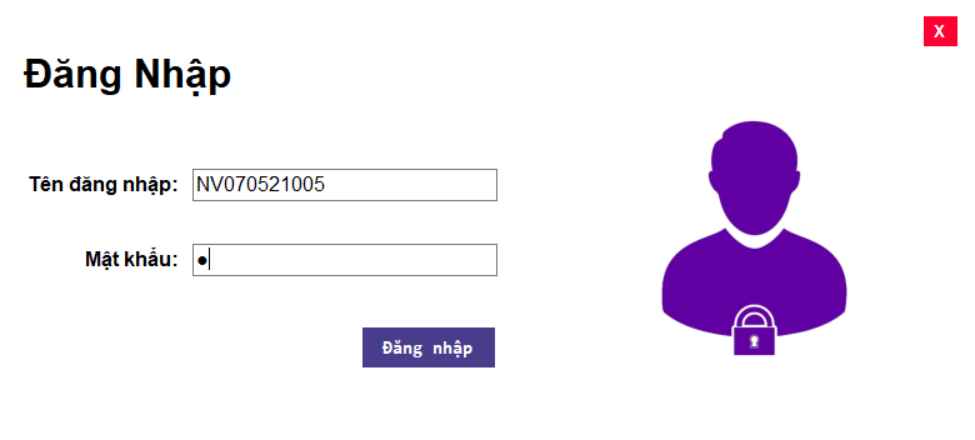 X
Đăng Nhập
Tên đăng nhập: NV070521005
Mật khẩu: ●
Đăng nhập